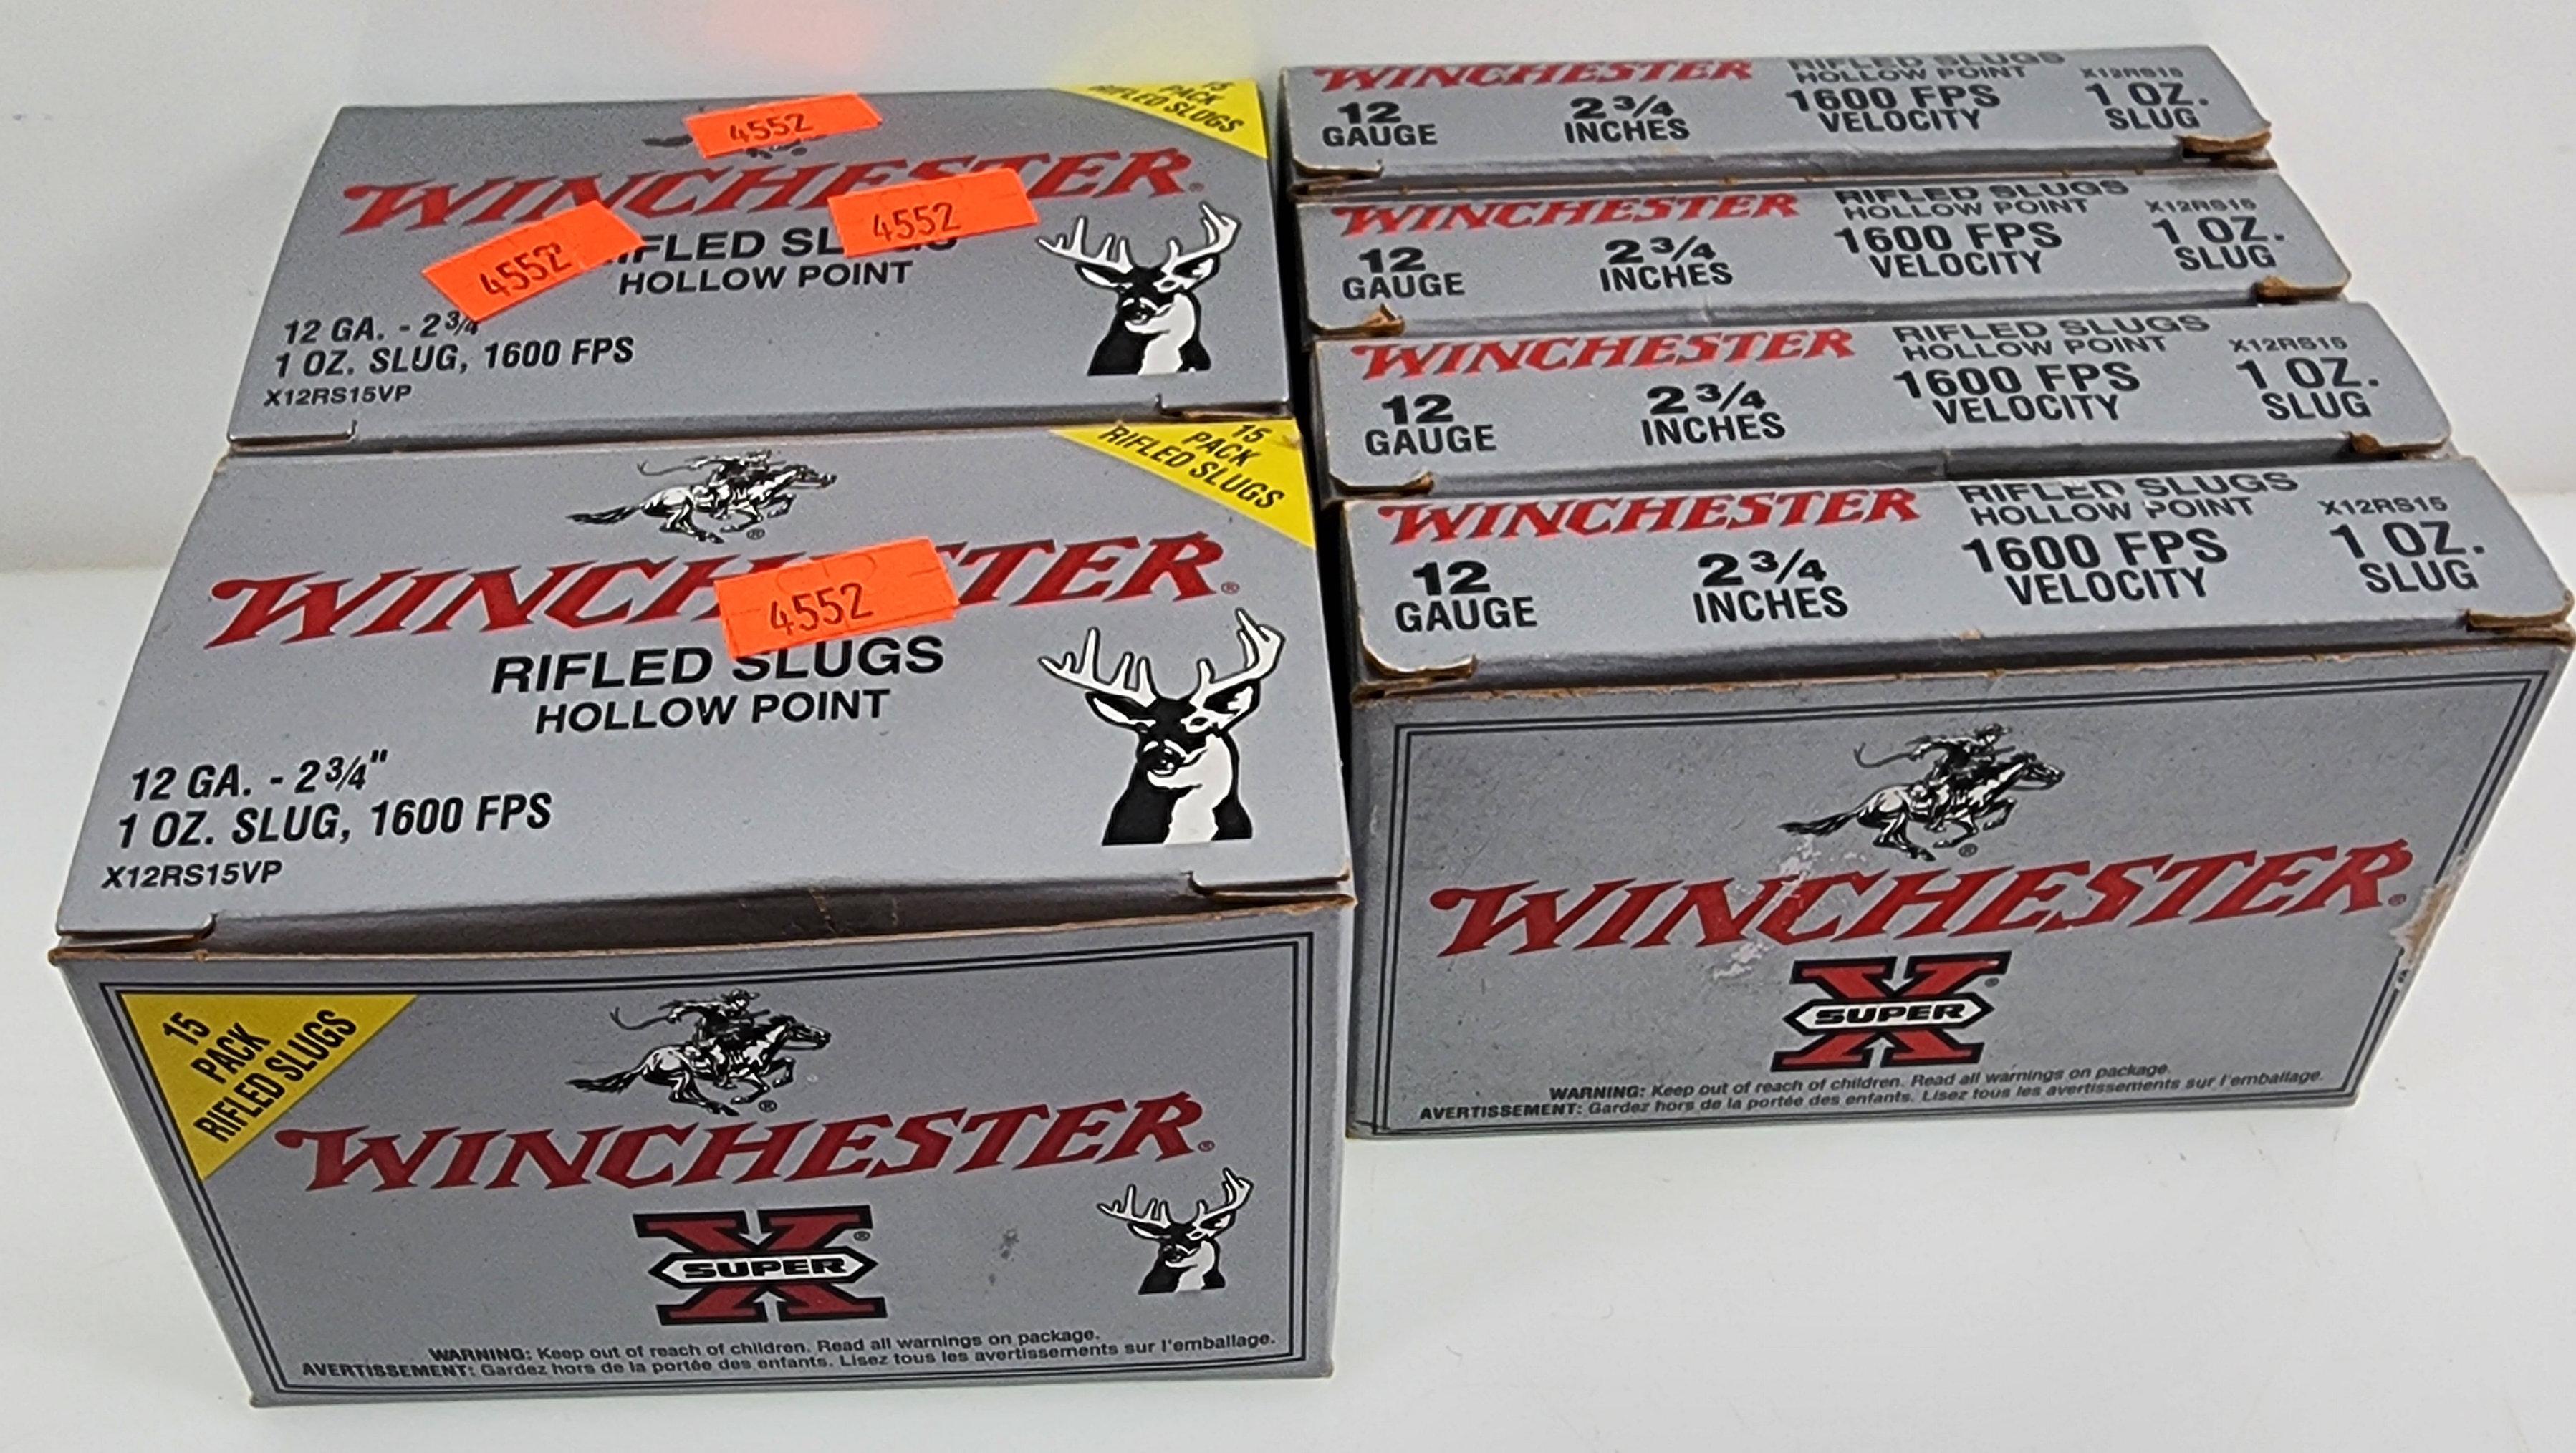 4552
15
PACK
RIFLED SLUGS
WINCHESTER®
4552
4552
HOLLOW POINT
12 GA. - 2 3/4
1 OZ. SLUG, 1600 FPS
X12RS15VP
15
PACK
RIFLED SLUGS
®
WINCHESTER®
4552
RIFLED SLUGS
HOLLOW POINT
12 GA. - 2 3/4"
1 OZ. SLUG, 1600 FPS
X12RS15VP
15
PACK
RIFLED SLUGS
®
WINCHESTER®
X®
SUPER
WARNING: Keep out of reach of children. Read all warnings on package.
AVERTISSEMENT: Gardez hors de la portée des enfants. Lisez tous les avertissements sur l'emballage.
WINCHESTER RIFLED SLUGS X12RS15
HOLLOW POINT
12 2 3/4 1600 FPS 1 OZ.
GAUGE INCHES VELOCITY SLUG
WINCHESTER RIFLED SLUGS X12RS15
HOLLOW POINT
12 2 3/4 1600 FPS 1 OZ.
GAUGE INCHES VELOCITY SLUG
WINCHESTER RIFLED SLUGS X12RS15
HOLLOW POINT
12 2 3/4 1600 FPS 1 OZ.
GAUGE INCHES VELOCITY SLUG
WINCHESTER RIFLED SLUGS X12RS15
HOLLOW POINT
12 2 3/4 1600 FPS 1 OZ.
GAUGE INCHES VELOCITY SLUG
®
WINCHESTER®
X®
SUPER
WARNING: Keep out of reach of children. Read all warnings on package.
AVERTISSEMENT: Gardez hors de la portée des enfants. Lisez tous les avertissements sur l'emballage.